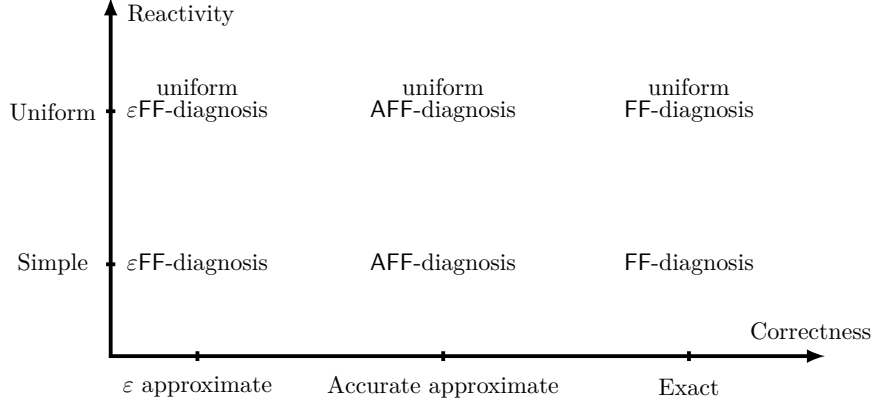 Reactivity
uniform uniform uniform
Uniform εFF-diagnosis AFF-diagnosis FF-diagnosis
Simple εFF-diagnosis AFF-diagnosis FF-diagnosis
Correctness
ε approximate Accurate approximate Exact